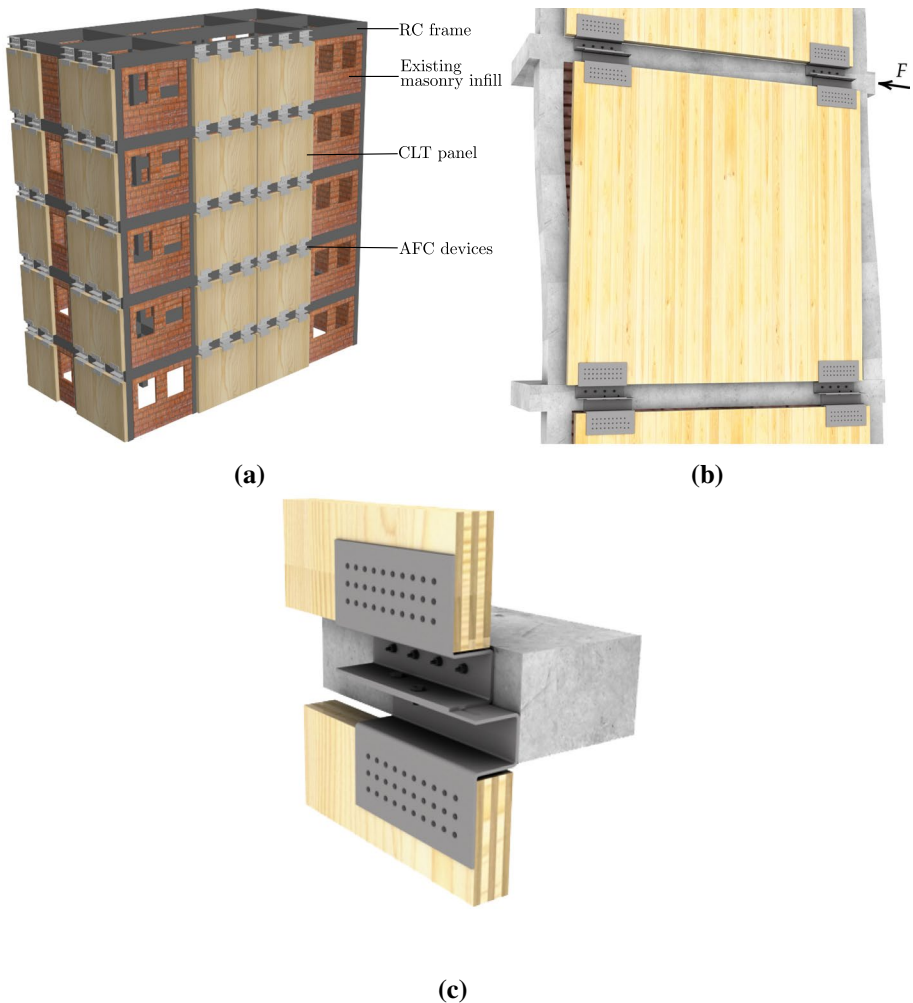 RC frame
Existing
masonry infill
CLT panel
AFC devices
F
(a)
(b)
(c)